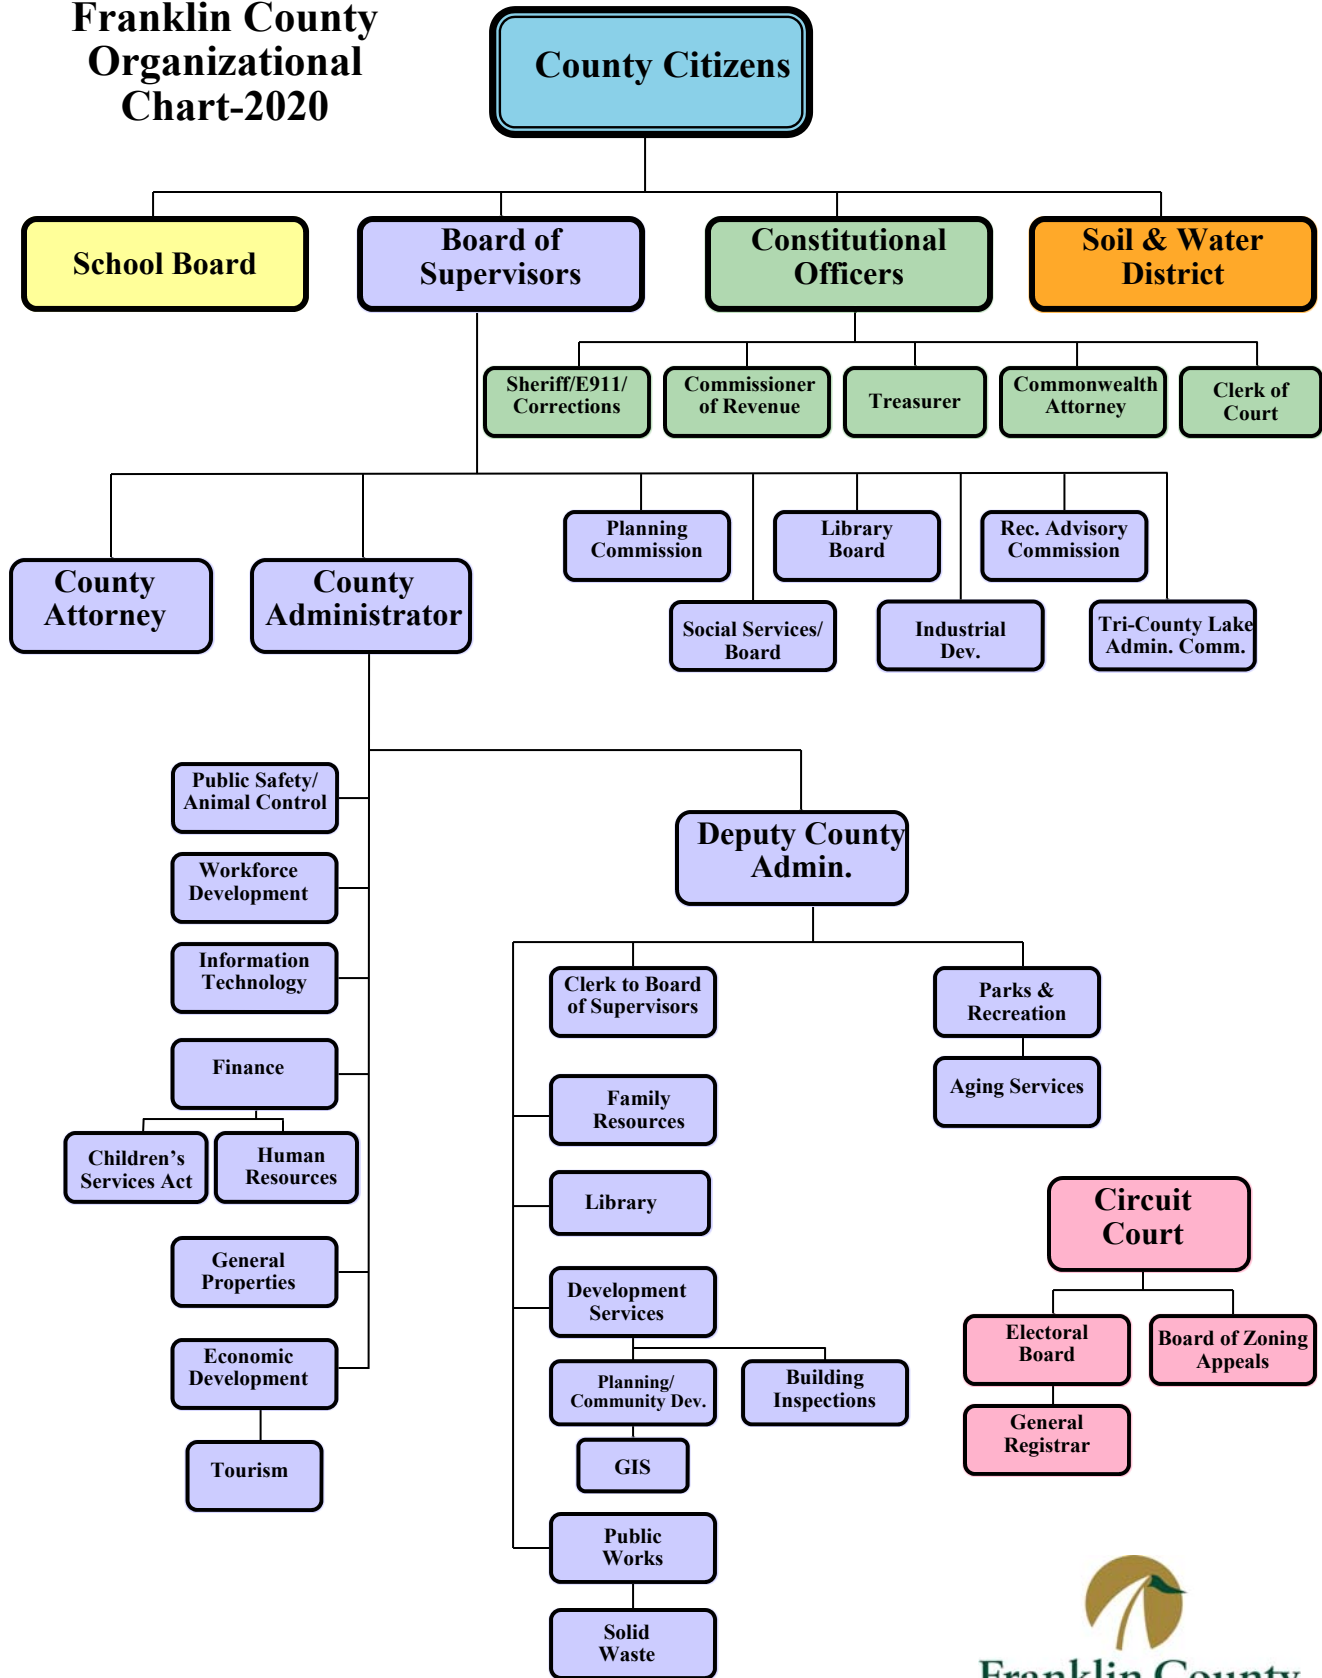 Franklin County
Organizational
Chart-2020
County Citizens
School Board
Board of
Supervisors
Constitutional
Officers
Soil & Water
District
Sheriff/E911/
Corrections
Commissioner
of Revenue
Treasurer
Commonwealth
Attorney
Clerk of
Court
County
Attorney
County
Administrator
Planning
Commission
Library
Board
Rec. Advisory
Commission
Social Services/
Board
Industrial
Dev.
Tri-County Lake
Admin. Comm.
Public Safety/
Animal Control
Workforce
Development
Information
Technology
Finance
Children’s
Services Act
Human
Resources
General
Properties
Economic
Development
Tourism
Deputy County
Admin.
Clerk to Board
of Supervisors
Parks &
Recreation
Aging Services
Family
Resources
Library
Development
Services
Planning/
Community Dev.
Building
Inspections
GIS
Public
Works
Solid
Waste
Circuit
Court
Electoral
Board
Board of Zoning
Appeals
General
Registrar
Franklin County